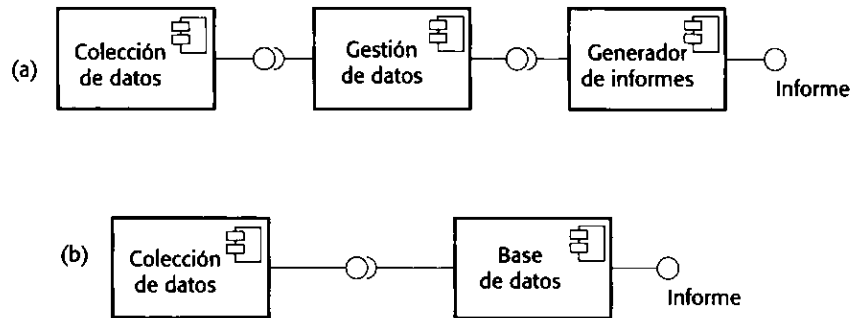 (a)
Colección
de datos
Gestión
de datos
Generador
de informes
Informe
(b)
Colección
de datos
Base
de datos
Informe